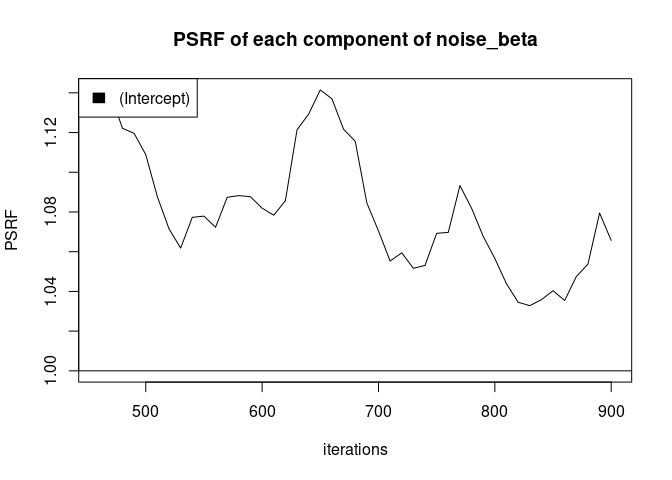 PSRF of each component of noise_beta
(Intercept)
PSRF
1.12
1.08
1.04
1.00
500 600 700 800 900
iterations